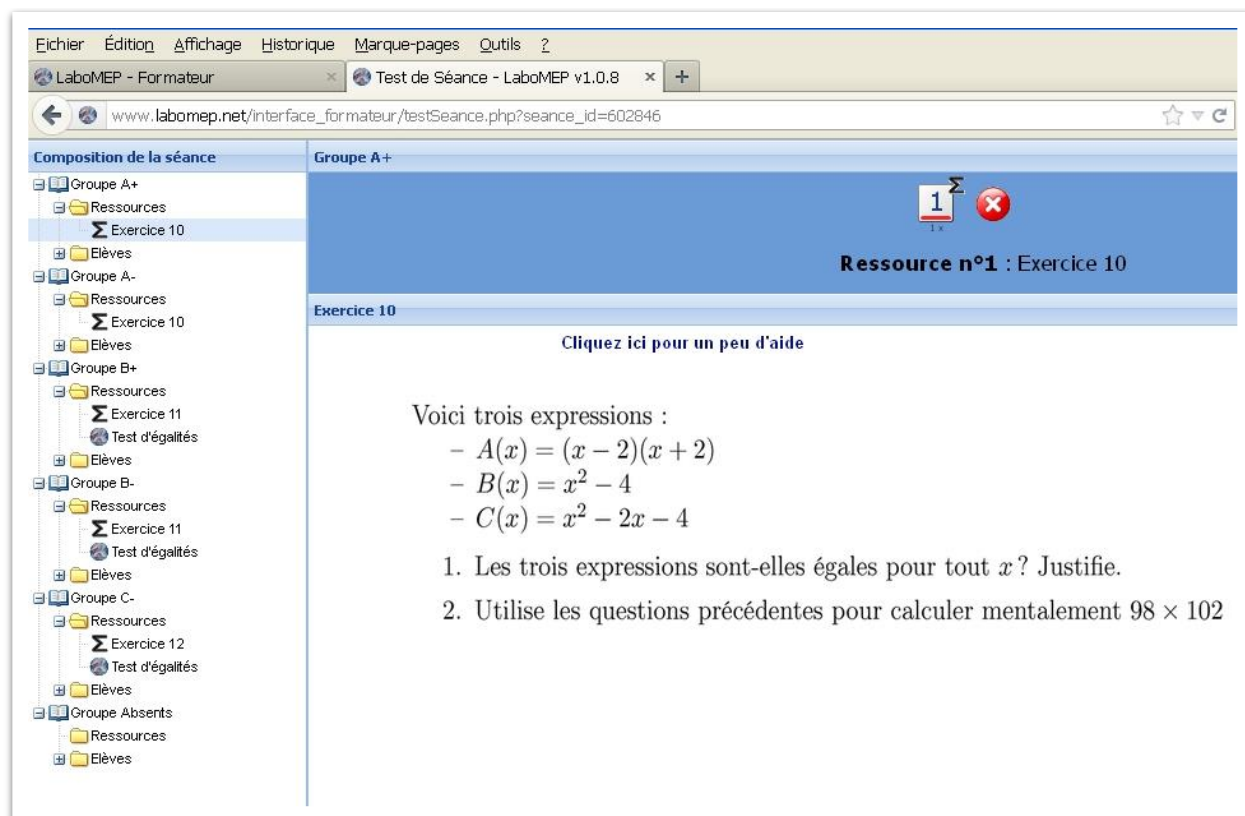 Fichier Édition Affichage Historique Marque-pages Outils ?
LaboMEP - Formateur × Test de Séance - LaboMEP v1.0.8 × +
www.labomep.net/interface_formateur/testSeance.php?seance_id=602846
Composition de la séance
Groupe A+
Ressources
Σ Exercice 10
Elèves
Groupe A-
Ressources
Σ Exercice 10
Elèves
Groupe B+
Ressources
Σ Exercice 11
Test d'égalités
Elèves
Groupe B-
Ressources
Σ Exercice 11
Test d'égalités
Elèves
Groupe C-
Ressources
Σ Exercice 12
Test d'égalités
Elèves
Groupe Absents
Ressources
Elèves
Groupe A+
1 Σ
1 x
Ressource n°1 : Exercice 10
Exercice 10
Cliquez ici pour un peu d'aide
Voici trois expressions :
– A(x) = (x − 2)(x + 2)
– B(x) = x² − 4
– C(x) = x² − 2x − 4
1. Les trois expressions sont-elles égales pour tout x ? Justifie.
2. Utilise les questions précédentes pour calculer mentalement 98 × 102